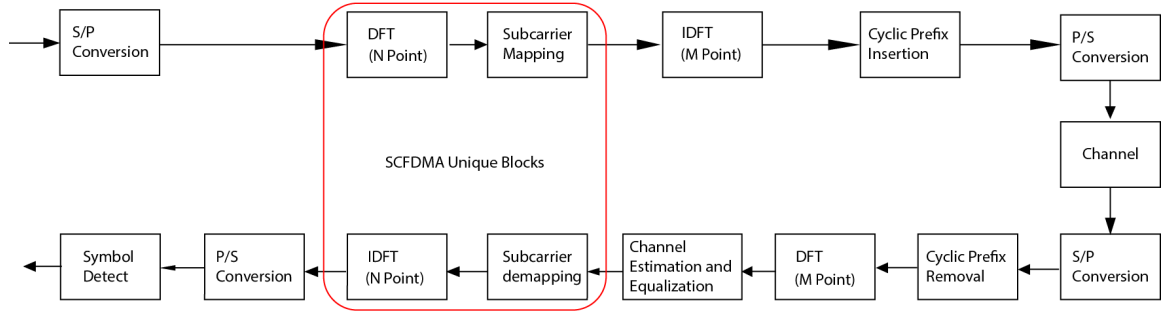 S/P
Conversion
DFT
(N Point)
Subcarrier
Mapping
IDFT
(M Point)
Cyclic Prefix
Insertion
P/S
Conversion
SCFDMA Unique Blocks
Channel
Symbol
Detect
P/S
Conversion
IDFT
(N Point)
Subcarrier
demapping
Channel
Estimation and
Equalization
DFT
(M Point)
Cyclic Prefix
Removal
S/P
Conversion